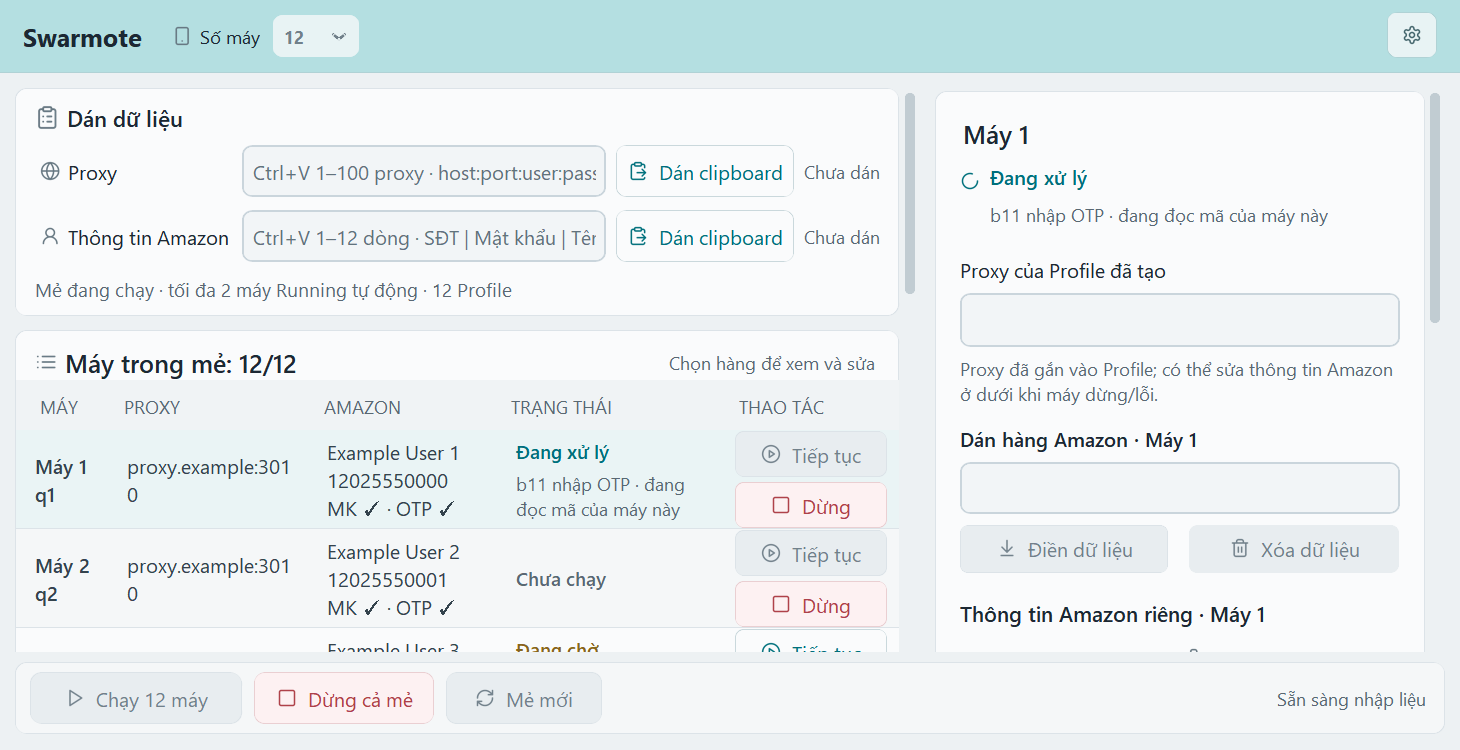 Swarmote
Số máy
12
Dán dữ liệu
Proxy
Ctrl+V 1–100 proxy · host:port:user:pass
Dán clipboard
Chưa dán
Thông tin Amazon
Ctrl+V 1–12 dòng · SĐT | Mật khẩu | Tên
Dán clipboard
Chưa dán
Mẻ đang chạy · tối đa 2 máy Running tự động · 12 Profile
Máy trong mẻ: 12/12
Chọn hàng để xem và sửa
MÁY PROXY AMAZON TRẠNG THÁI THAO TÁC
Máy 1
q1
proxy.example:301
0
Example User 1
12025550000
MK ✓ · OTP ✓
Đang xử lý
b11 nhập OTP · đang
đọc mã của máy này
Tiếp tục
Dừng
Máy 2
q2
proxy.example:301
0
Example User 2
12025550001
MK ✓ · OTP ✓
Chưa chạy
Tiếp tục
Dừng
Example User 3
Đang chờ
Tiếp tục
Máy 1
Đang xử lý
b11 nhập OTP · đang đọc mã của máy này
Proxy của Profile đã tạo
Proxy đã gắn vào Profile; có thể sửa thông tin Amazon
ở dưới khi máy dừng/lỗi.
Dán hàng Amazon · Máy 1
Điền dữ liệu
Xóa dữ liệu
Thông tin Amazon riêng · Máy 1
Chạy 12 máy
Dừng cả mẻ
Mẻ mới
Sẵn sàng nhập liệu